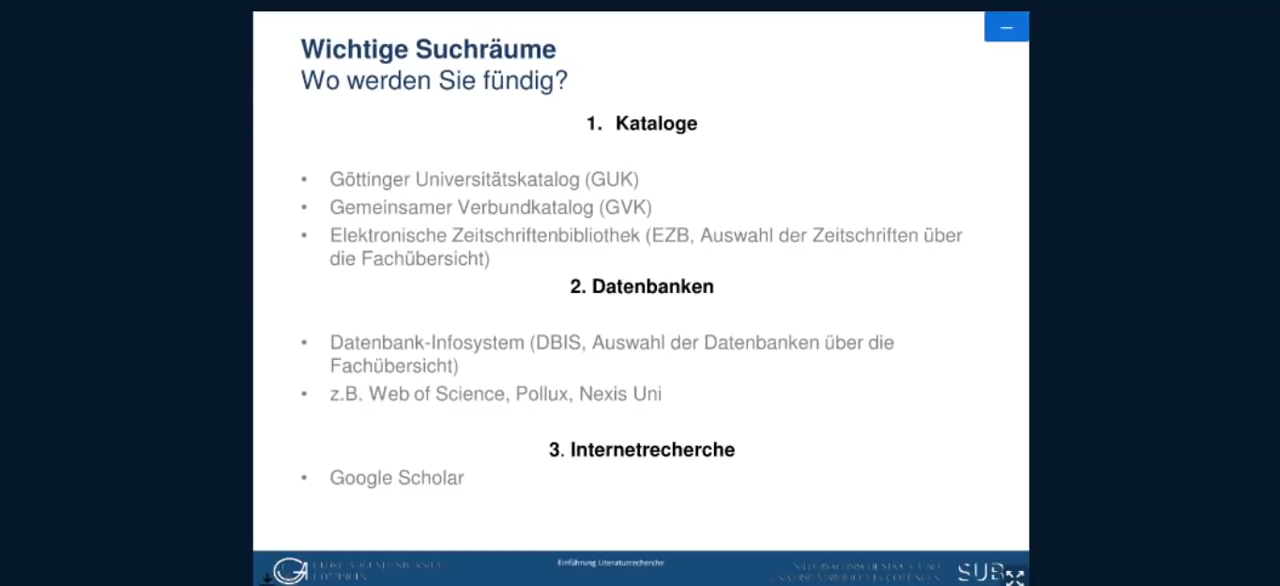 Wichtige Suchräume
Wo werden Sie fündig?
1. Kataloge
• Göttinger Universitätskatalog (GUK)
• Gemeinsamer Verbundkatalog (GVK)
• Elektronische Zeitschriftenbibliothek (EZB, Auswahl der Zeitschriften über
die Fachübersicht)
2. Datenbanken
• Datenbank-Infosystem (DBIS, Auswahl der Datenbanken über die
Fachübersicht)
• z.B. Web of Science, Pollux, Nexis Uni
3. Internetrecherche
• Google Scholar
Einführung Literaturrecherche
SUB